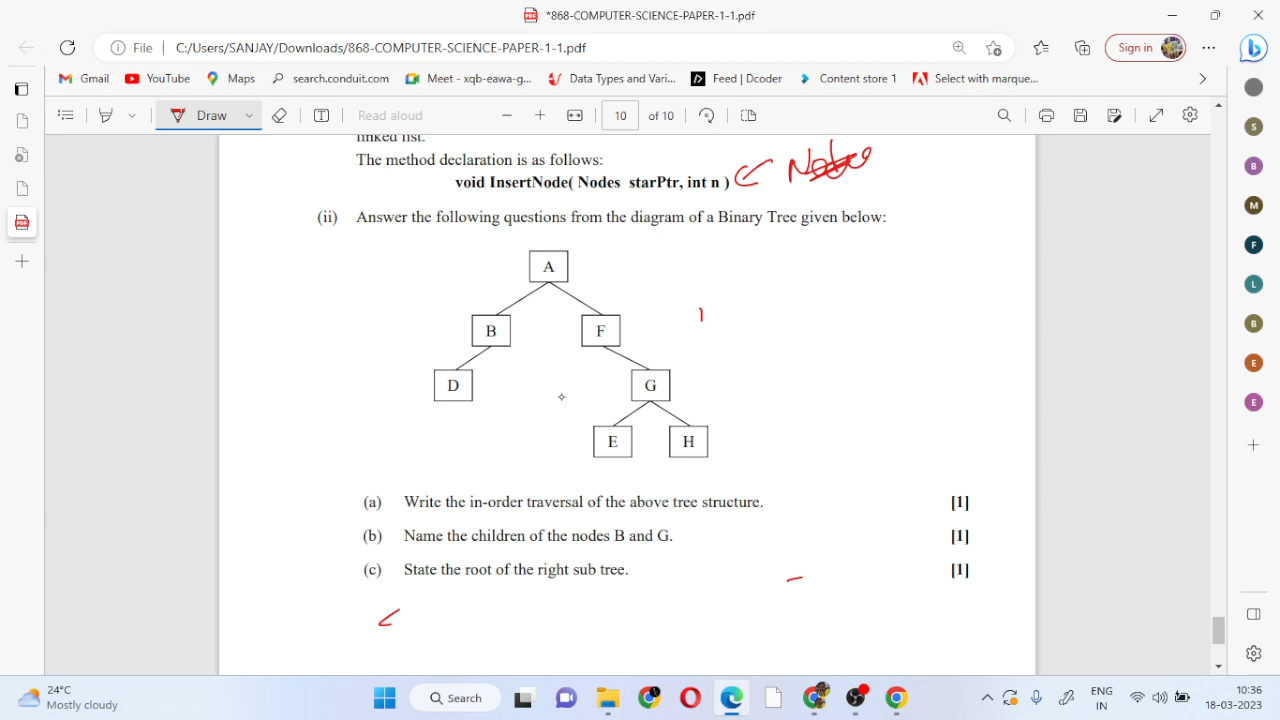 *868-COMPUTER-SCIENCE-PAPER-1-1.pdf
File | C:/Users/SANJAY/Downloads/868-COMPUTER-SCIENCE-PAPER-1-1.pdf
Sign in
Gmail YouTube Maps search.conduit.com Meet - xqb-eawa-g... Data Types and Vari... Feed | Dcoder Content store 1 Select with marque...
Draw Read aloud 10 of 10
linked list.
The method declaration is as follows:
void InsertNode( Nodes starPtr, int n )
(ii) Answer the following questions from the diagram of a Binary Tree given below:
A
B F
D G
E H
(a) Write the in-order traversal of the above tree structure. [1]
(b) Name the children of the nodes B and G. [1]
(c) State the root of the right sub tree. [1]
S
B
M
F
L
B
E
E
24°C
Mostly cloudy
Search
ENG
IN
10:36
18-03-2023